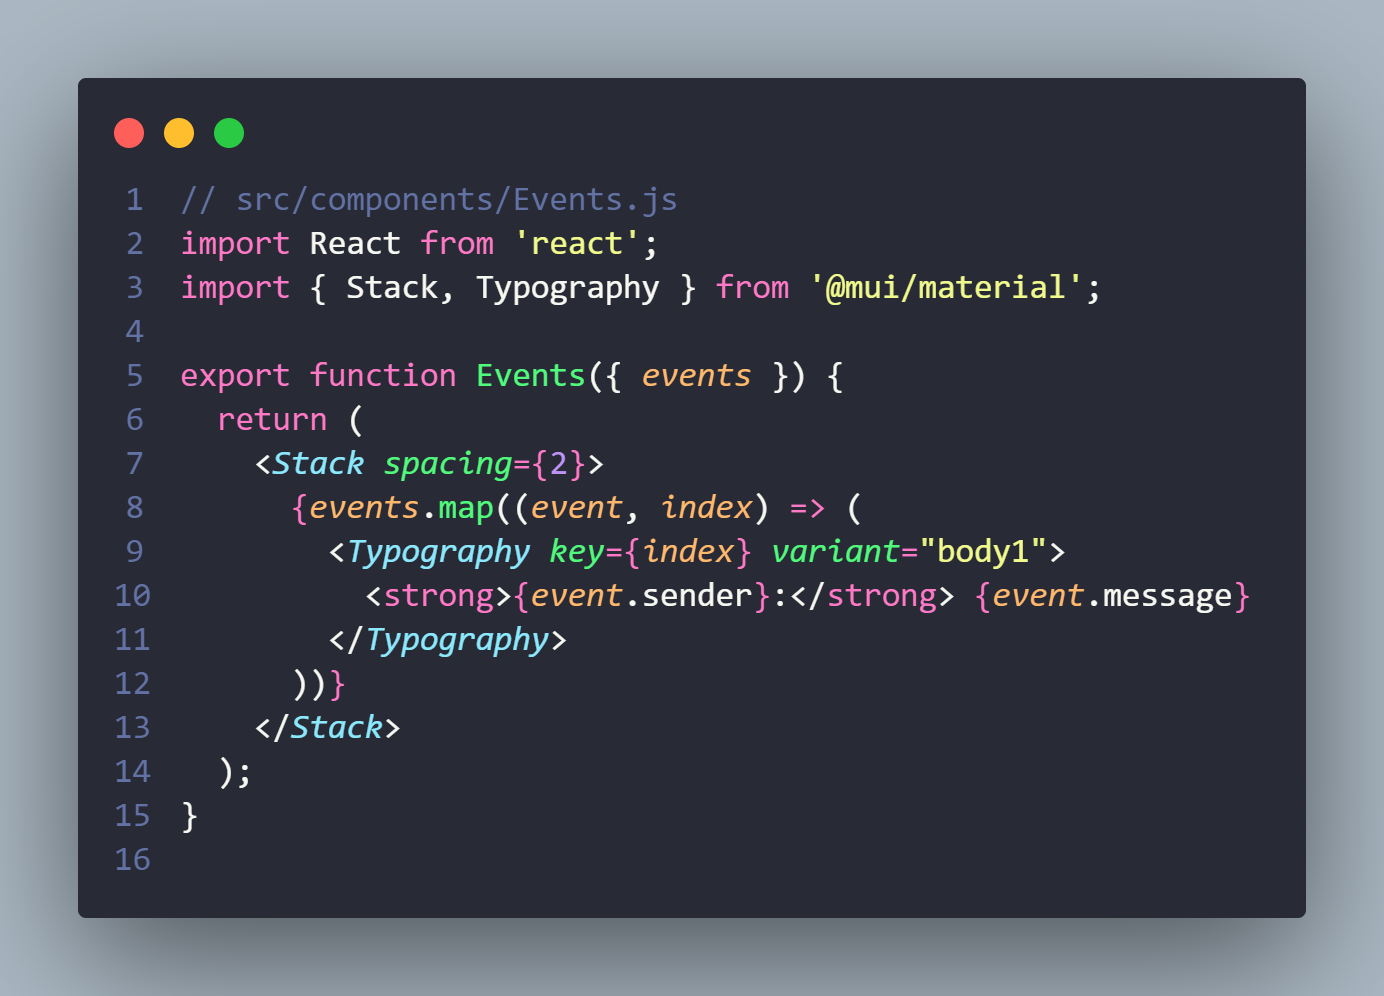 1 // src/components/Events.js
2 import React from 'react';
3 import { Stack, Typography } from '@mui/material';
4
5 export function Events({ events }) {
6   return (
7     <Stack spacing={2}>
8       {events.map((event, index) => (
9         <Typography key={index} variant="body1">
10           <strong>{event.sender}:</strong> {event.message}
11         </Typography>
12       ))}
13     </Stack>
14   );
15 }
16